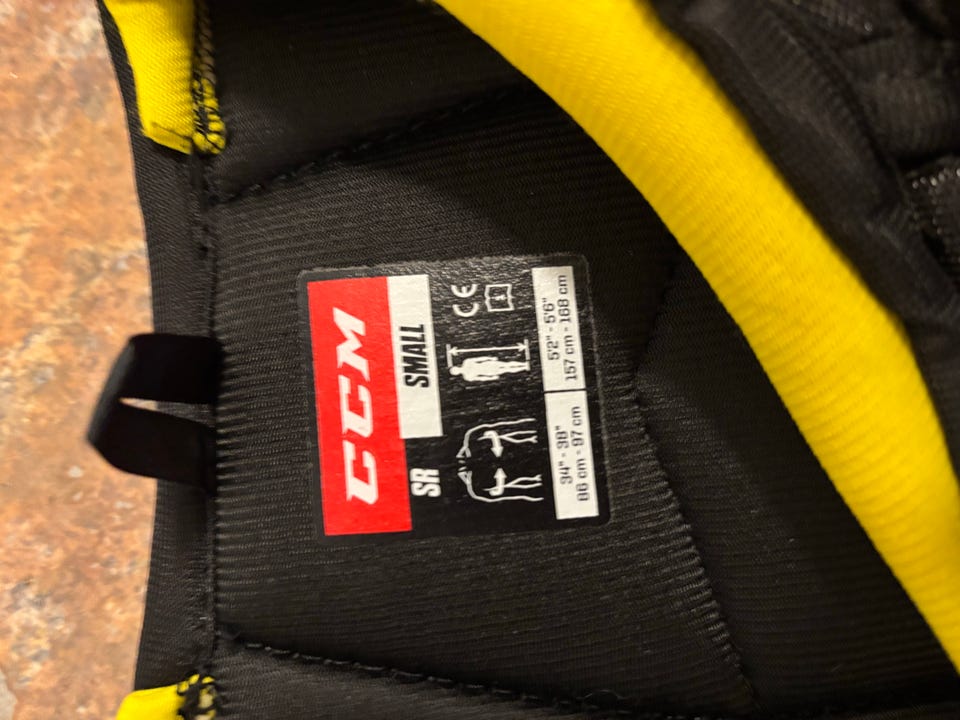 CCM
SR SMALL
CE
34" - 38" 5'2" - 5'6"
86 cm - 97 cm 157 cm - 168 cm